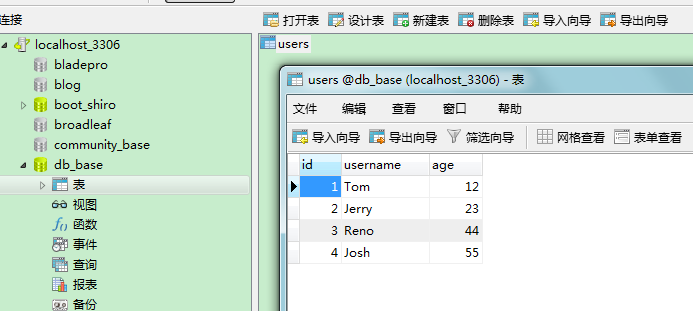 连接
打开表 设计表 新建表 删除表 导入向导 导出向导
localhost_3306
bladepro
blog
boot_shiro
broadleaf
community_base
db_base
表
视图
f() 函数
事件
查询
报表
备份
users
users @db_base (localhost_3306) - 表
文件 编辑 查看 窗口 帮助
导入向导 导出向导 筛选向导 网格查看 表单查看
id username age
1 Tom 12
2 Jerry 23
3 Reno 44
4 Josh 55